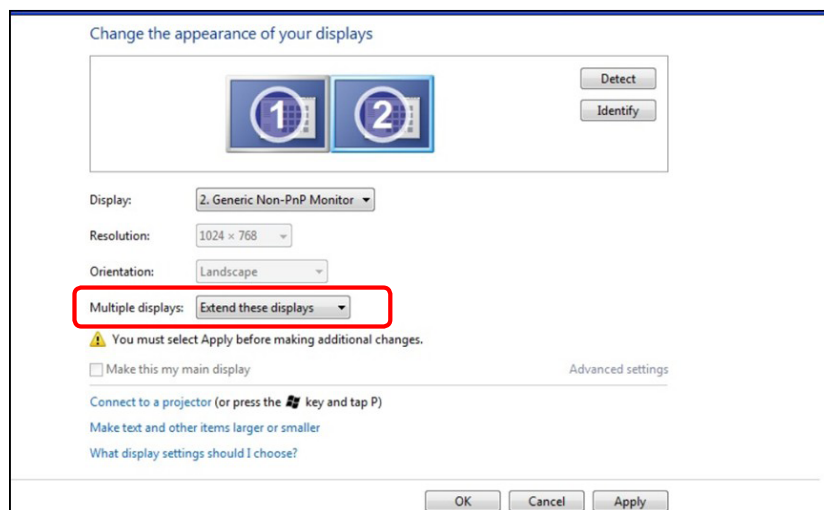 Change the appearance of your displays
1
2
Detect
Identify
Display: 2. Generic Non-PnP Monitor
Resolution: 1024 × 768
Orientation: Landscape
Multiple displays: Extend these displays
You must select Apply before making additional changes.
Make this my main display Advanced settings
Connect to a projector (or press the key and tap P)
Make text and other items larger or smaller
What display settings should I choose?
OK Cancel Apply